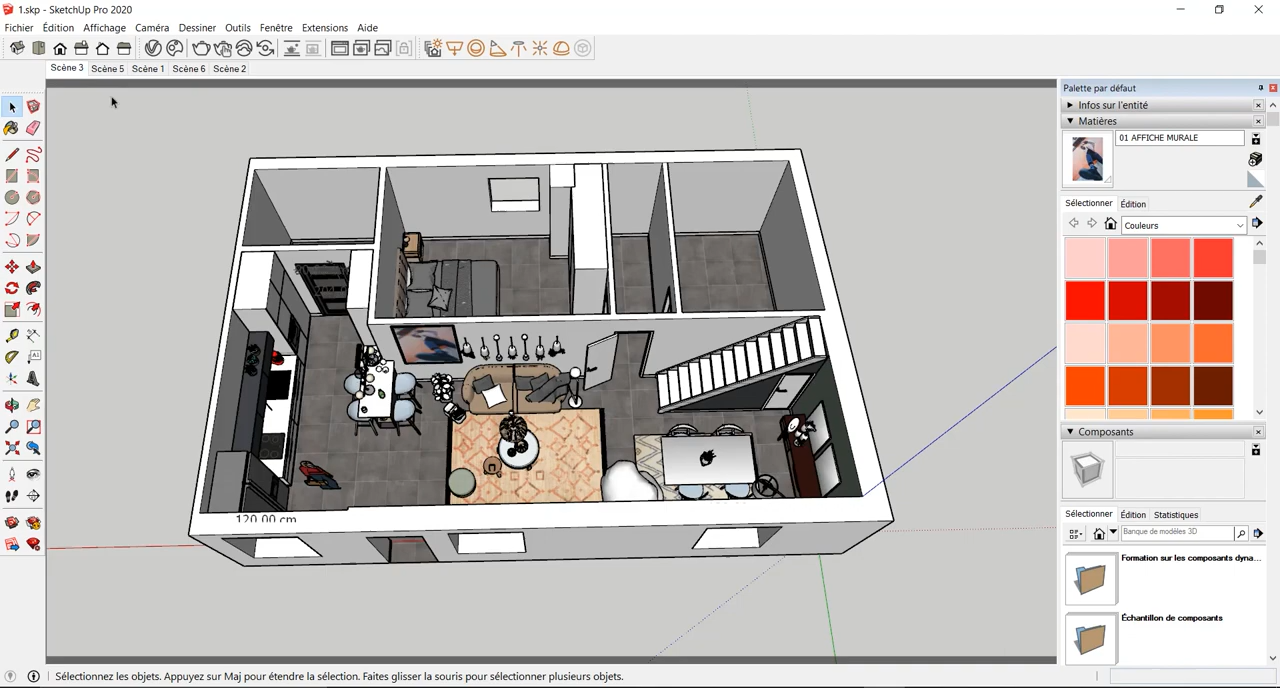 1.skp - SketchUp Pro 2020
Fichier Édition Affichage Caméra Dessiner Outils Fenêtre Extensions Aide
Scène 3 Scène 5 Scène 1 Scène 6 Scène 2
Palette par défaut
Infos sur l'entité
Matières
01 AFFICHE MURALE
Sélectionner Édition
Couleurs
Composants
Sélectionner Édition Statistiques
Banque de modèles 3D
Formation sur les composants dyna...
Échantillon de composants
120.00 cm
Sélectionnez les objets. Appuyez sur Maj pour étendre la sélection. Faites glisser la souris pour sélectionner plusieurs objets.